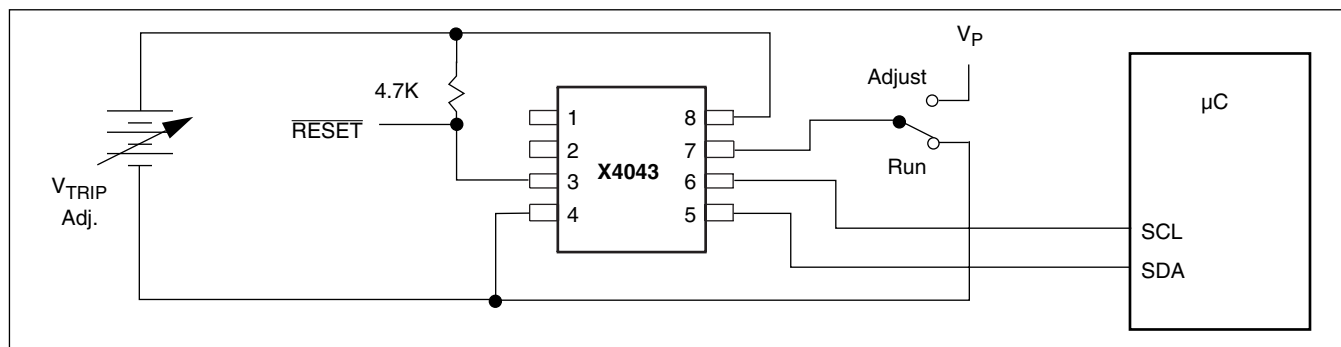 V_P
Adjust
µC
4.7K
RESET
1 8
2 7
X4043
Run
3 6
V_TRIP
Adj.
4 5
SCL
SDA